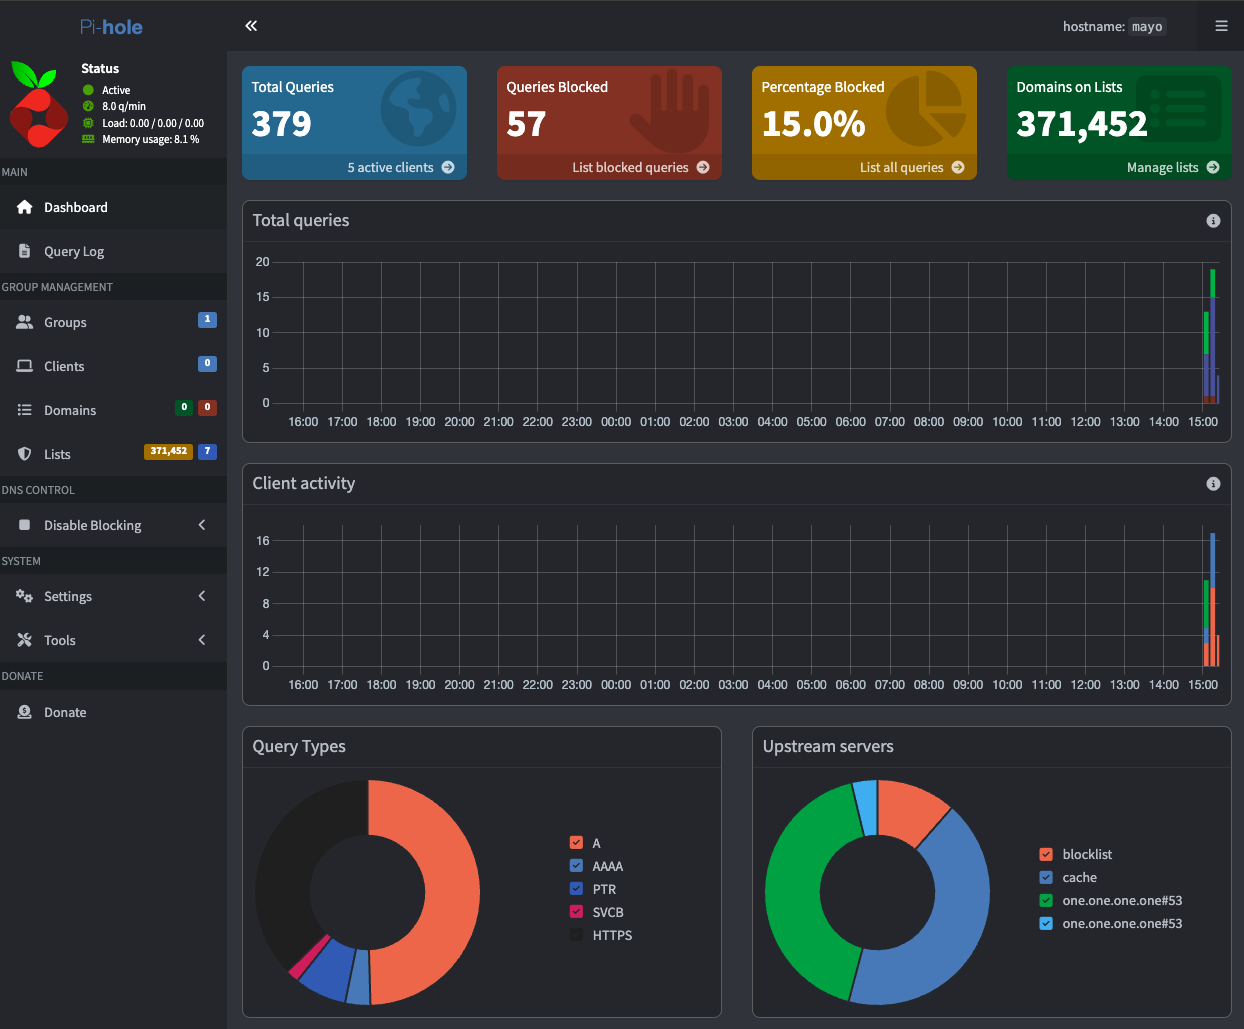 Pi-hole
hostname: mayo
Status
Active
8.0 q/min
Load: 0.00 / 0.00 / 0.00
Memory usage: 8.1 %
MAIN
Dashboard
Query Log
GROUP MANAGEMENT
Groups 1
Clients 0
Domains 0 0
Lists 371,452 7
DNS CONTROL
Disable Blocking
SYSTEM
Settings
Tools
DONATE
Donate
Total Queries
379
5 active clients
Queries Blocked
57
List blocked queries
Percentage Blocked
15.0%
List all queries
Domains on Lists
371,452
Manage lists
Total queries
20
15
10
5
0
16:00 17:00 18:00 19:00 20:00 21:00 22:00 23:00 00:00 01:00 02:00 03:00 04:00 05:00 06:00 07:00 08:00 09:00 10:00 11:00 12:00 13:00 14:00 15:00
Client activity
16
12
8
4
0
16:00 17:00 18:00 19:00 20:00 21:00 22:00 23:00 00:00 01:00 02:00 03:00 04:00 05:00 06:00 07:00 08:00 09:00 10:00 11:00 12:00 13:00 14:00 15:00
Query Types
A
AAAA
PTR
SVCB
HTTPS
Upstream servers
blocklist
cache
one.one.one.one#53
one.one.one.one#53